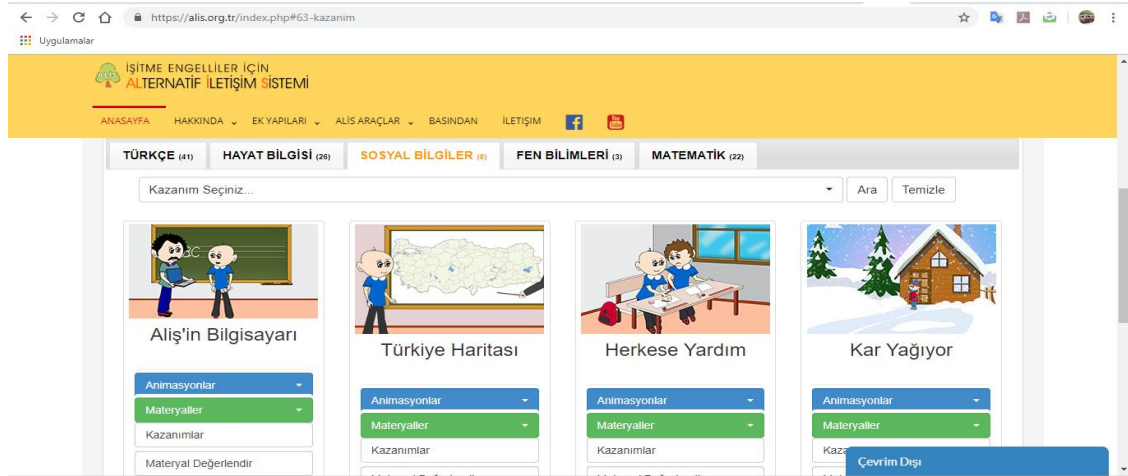 https://alis.org.tr/index.php#63-kazanim
Uygulamalar
İŞİTME ENGELLİLER İÇİN
ALTERNATİF İLETİŞİM SİSTEMİ
ANASAYFA HAKKINDA EK YAPILARI ALİS ARAÇLAR BASINDAN İLETIŞIM
TÜRKÇE (41) HAYAT BİLGİSİ (26) SOSYAL BİLGİLER (8) FEN BİLİMLERİ (3) MATEMATİK (22)
Kazanım Seçiniz... Ara Temizle
Aliş'in Bilgisayarı
Türkiye Haritası Herkese Yardım Kar Yağıyor
Animasyonlar
Materyaller
Kazanımlar
Materyal Değerlendir
Animasyonlar
Materyaller
Kazanımlar
Animasyonlar
Materyaller
Kazanımlar
Animasyonlar
Materyaller
Kaza
Çevrim Dışı